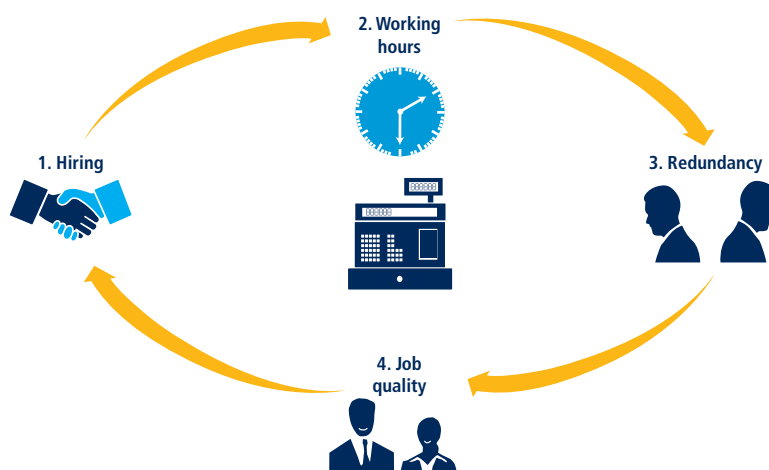 2. Working
hours
1. Hiring
3. Redundancy
4. Job
quality